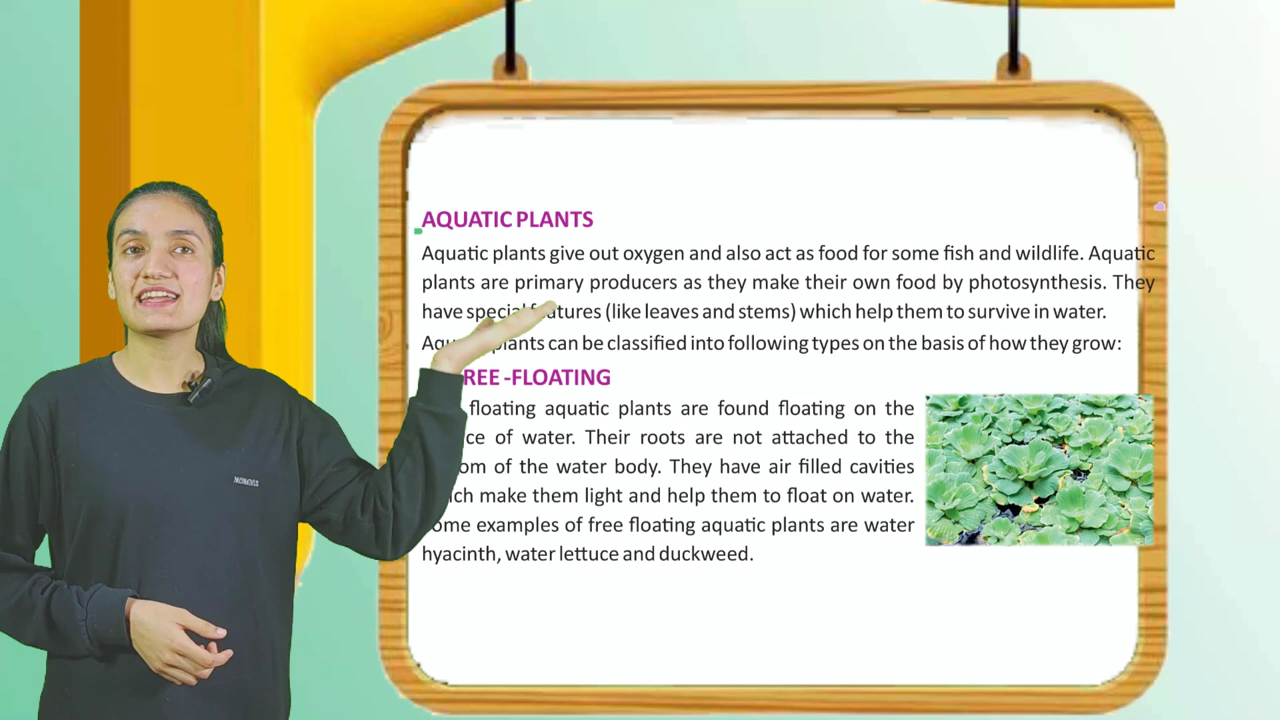 AQUATIC PLANTS
Aquatic plants give out oxygen and also act as food for some fish and wildlife. Aquatic
plants are primary producers as they make their own food by photosynthesis. They
have special features (like leaves and stems) which help them to survive in water.
plants can be classified into following types on the basis of how they grow:
REE -FLOATING
floating aquatic plants are found floating on the
ce of water. Their roots are not attached to the
om of the water body. They have air filled cavities
ch make them light and help them to float on water.
ome examples of free floating aquatic plants are water
hyacinth, water lettuce and duckweed.